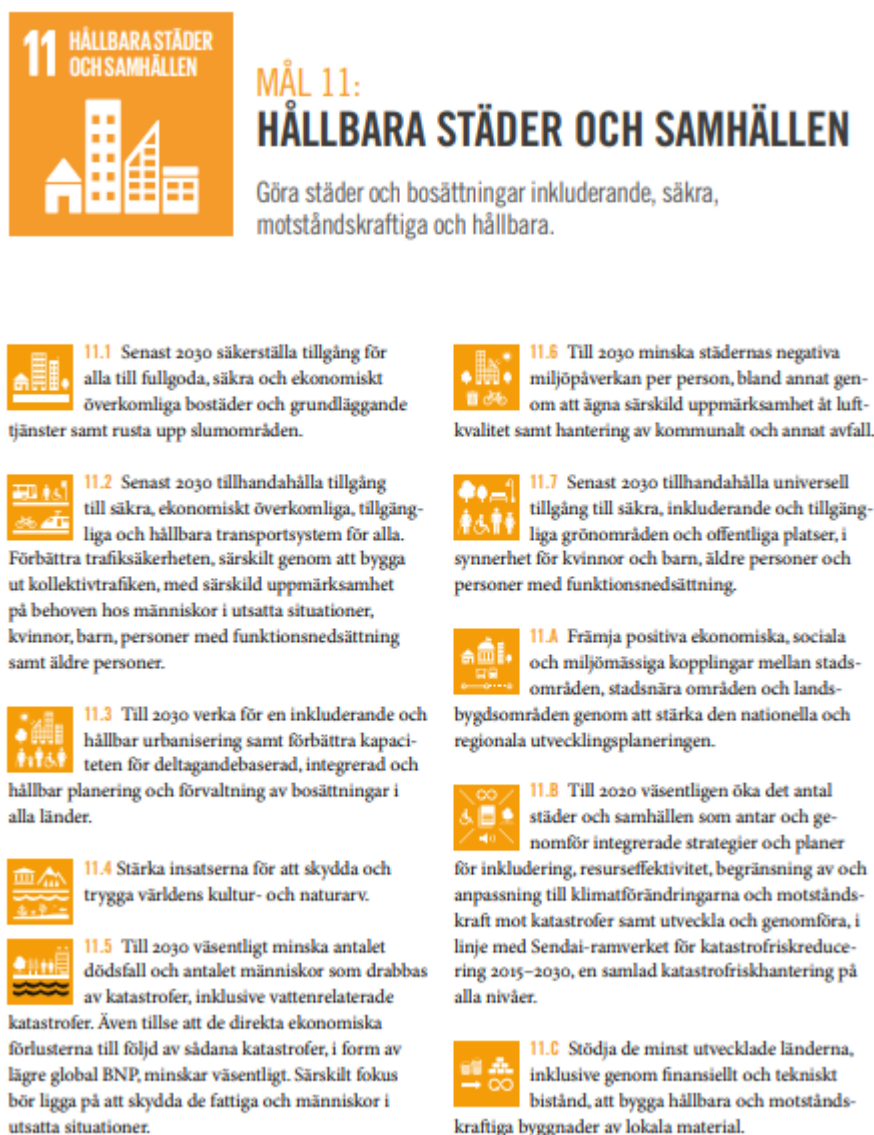 11 HÅLLBARA STÄDER
OCH SAMHÄLLEN
MÅL 11:
HÅLLBARA STÄDER OCH SAMHÄLLEN
Göra städer och bosättningar inkluderande, säkra,
motståndskraftiga och hållbara.
11.1 Senast 2030 säkerställa tillgång för
alla till fullgoda, säkra och ekonomiskt
överkomliga bostäder och grundläggande
tjänster samt rusta upp slumområden.
11.2 Senast 2030 tillhandahålla tillgång
till säkra, ekonomiskt överkomliga, tillgäng-
liga och hållbara transportsystem för alla.
Förbättra trafiksäkerheten, särskilt genom att bygga
ut kollektivtrafiken, med särskild uppmärksamhet
på behoven hos människor i utsatta situationer,
kvinnor, barn, personer med funktionsnedsättning
samt äldre personer.
11.3 Till 2030 verka för en inkluderande och
hållbar urbanisering samt förbättra kapaci-
teten för deltagandebaserad, integrerad och
hållbar planering och förvaltning av bosättningar i
alla länder.
11.4 Stärka insatserna för att skydda och
trygga världens kultur- och naturarv.
11.5 Till 2030 väsentligt minska antalet
dödsfall och antalet människor som drabbas
av katastrofer, inklusive vattenrelaterade
katastrofer. Även tillse att de direkta ekonomiska
förlusterna till följd av sådana katastrofer, i form av
lägre global BNP, minskar väsentligt. Särskilt fokus
bör ligga på att skydda de fattiga och människor i
utsatta situationer.
11.6 Till 2030 minska städernas negativa
miljöpåverkan per person, bland annat gen-
om att ägna särskild uppmärksamhet åt luft-
kvalitet samt hantering av kommunalt och annat avfall.
11.7 Senast 2030 tillhandahålla universell
tillgång till säkra, inkluderande och tillgäng-
liga grönområden och offentliga platser, i
synnerhet för kvinnor och barn, äldre personer och
personer med funktionsnedsättning.
11.A Främja positiva ekonomiska, sociala
och miljömässiga kopplingar mellan stads-
områden, stadsnära områden och lands-
bygdsområden genom att stärka den nationella och
regionala utvecklingsplaneringen.
11.B Till 2020 väsentligen öka det antal
städer och samhällen som antar och ge-
nomför integrerade strategier och planer
för inkludering, resurseffektivitet, begränsning av och
anpassning till klimatförändringarna och motstånds-
kraft mot katastrofer samt utveckla och genomföra, i
linje med Sendai-ramverket för katastrofriskreduce-
ring 2015–2030, en samlad katastrofriskhantering på
alla nivåer.
11.C Stödja de minst utvecklade länderna,
inklusive genom finansiellt och tekniskt
bistånd, att bygga hållbara och motstånds-
kraftiga byggnader av lokala material.